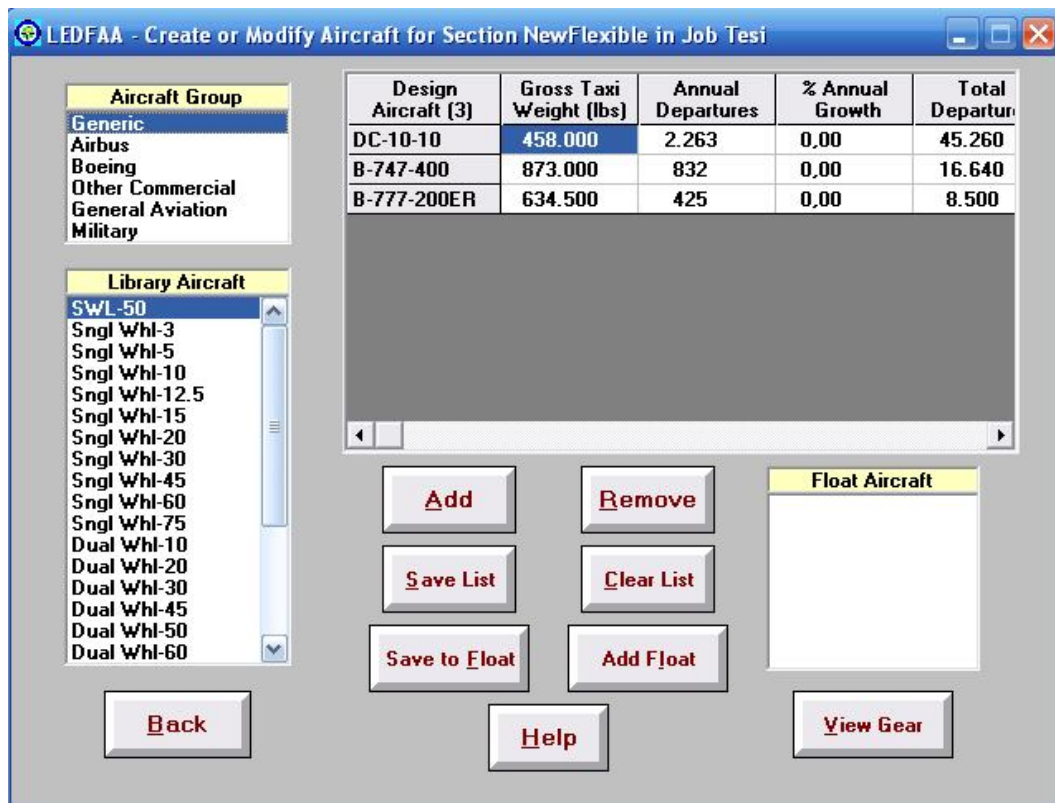 LEDFAA - Create or Modify Aircraft for Section NewFlexible in Job Tesi
Aircraft Group
Generic
Airbus
Boeing
Other Commercial
General Aviation
Military
Library Aircraft
SWL-50
Sngl Whl-3
Sngl Whl-5
Sngl Whl-10
Sngl Whl-12.5
Sngl Whl-15
Sngl Whl-20
Sngl Whl-30
Sngl Whl-45
Sngl Whl-60
Sngl Whl-75
Dual Whl-10
Dual Whl-20
Dual Whl-30
Dual Whl-45
Dual Whl-50
Dual Whl-60
Design Gross Taxi Annual % Annual Total
Aircraft (3) Weight (lbs) Departures Growth Departur
DC-10-10 458.000 2.263 0,00 45.260
B-747-400 873.000 832 0,00 16.640
B-777-200ER 634.500 425 0,00 8.500
Add Remove
Save List Clear List
Save to Float Add Float
Float Aircraft
Back Help View Gear